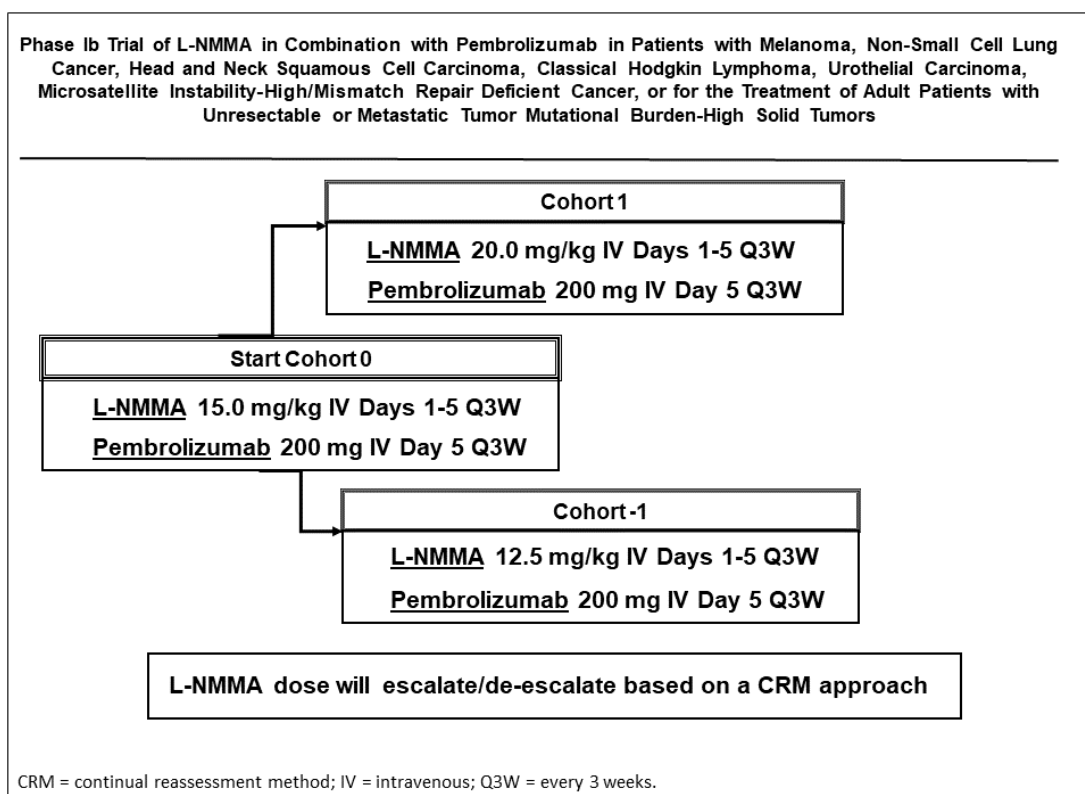 Phase Ib Trial of L-NMMA in Combination with Pembrolizumab in Patients with Melanoma, Non-Small Cell Lung
Cancer, Head and Neck Squamous Cell Carcinoma, Classical Hodgkin Lymphoma, Urothelial Carcinoma,
Microsatellite Instability-High/Mismatch Repair Deficient Cancer, or for the Treatment of Adult Patients with
Unresectable or Metastatic Tumor Mutational Burden-High Solid Tumors
Cohort 1
L-NMMA 20.0 mg/kg IV Days 1-5 Q3W
Pembrolizumab 200 mg IV Day 5 Q3W
Start Cohort 0
L-NMMA 15.0 mg/kg IV Days 1-5 Q3W
Pembrolizumab 200 mg IV Day 5 Q3W
Cohort -1
L-NMMA 12.5 mg/kg IV Days 1-5 Q3W
Pembrolizumab 200 mg IV Day 5 Q3W
L-NMMA dose will escalate/de-escalate based on a CRM approach
CRM = continual reassessment method; IV = intravenous; Q3W = every 3 weeks.